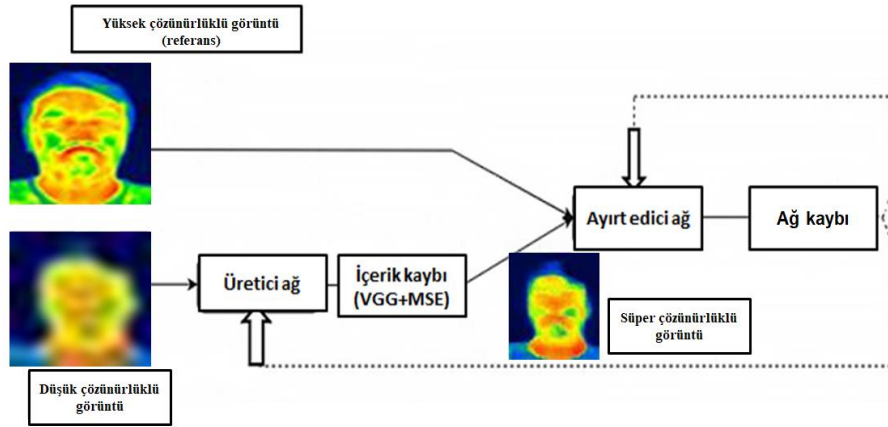 Yüksek çözünürlüklü görüntü
(referans)
Ayırt edici ağ
Ağ kaybı
Üretici ağ
İçerik kaybı
(VGG+MSE)
Süper çözünürlüklü
görüntü
Düşük çözünürlüklü
görüntü